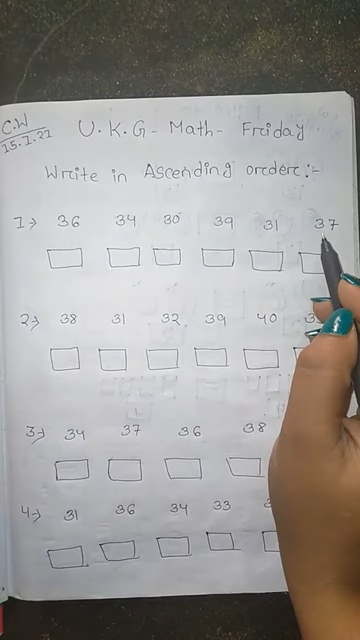 C.W
15.1.21
U.K.G- Math- Friday
Write in Ascending ordere:-
1-> 36 34 30 39 31 37
2-> 38 31 32 39 40
3-> 34 37 36 38
4-> 31 36 34 33